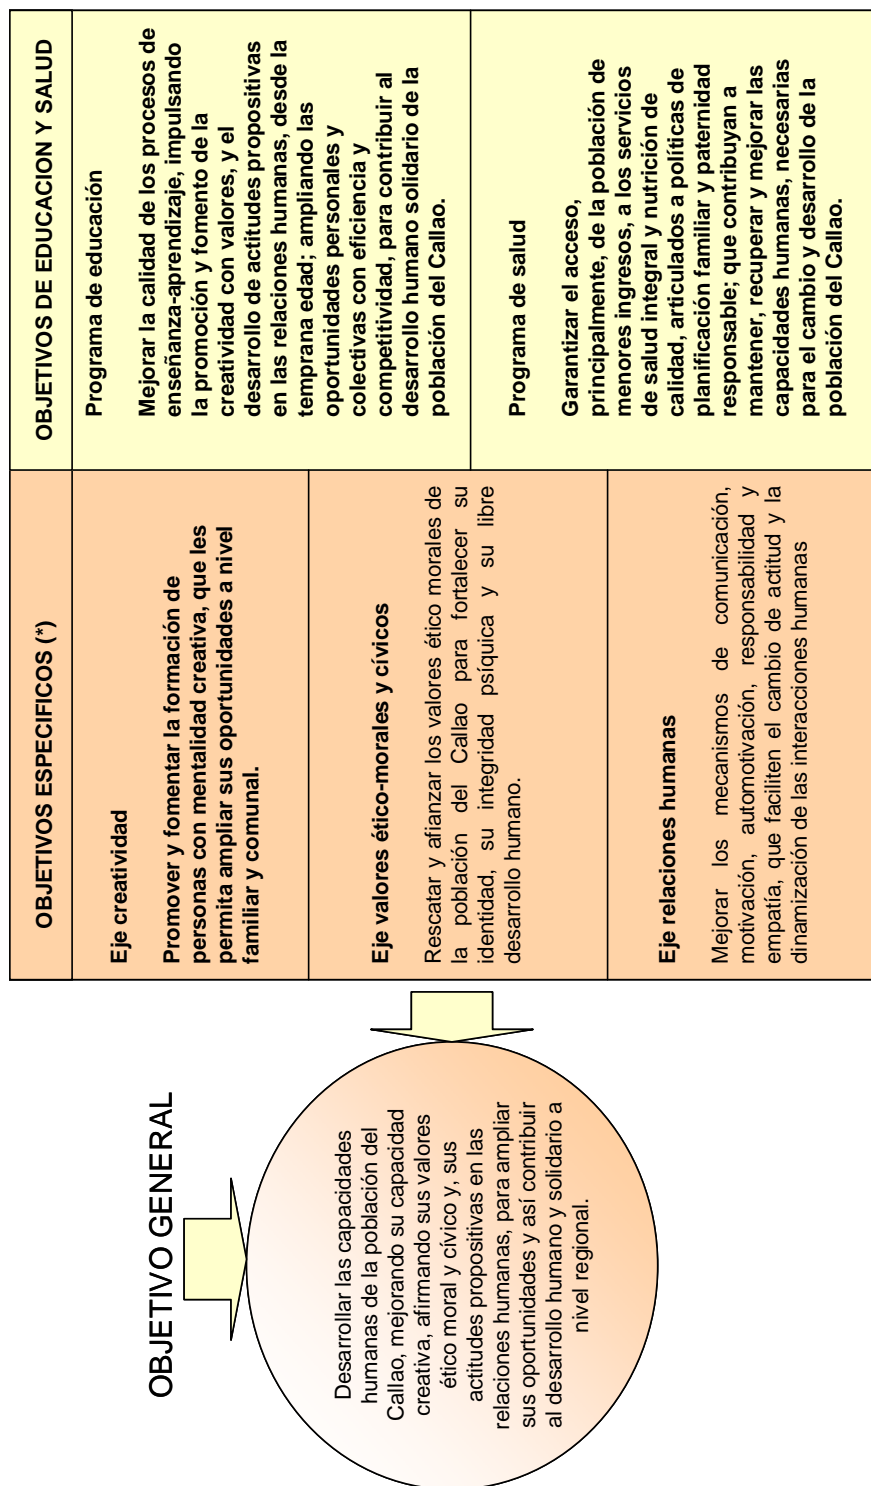 OBJETIVO GENERAL
Desarrollar las capacidades
humanas de la población del
Callao, mejorando su capacidad
creativa, afirmando sus valores
ético moral y cívico y, sus
actitudes propositivas en las
relaciones humanas, para ampliar
sus oportunidades y así contribuir
al desarrollo humano y solidario a
nivel regional.
OBJETIVOS ESPECIFICOS (*)
Eje creatividad
Promover y fomentar la formación de
personas con mentalidad creativa, que les
permita ampliar sus oportunidades a nivel
familiar y comunal.
Eje valores ético-morales y cívicos
Rescatar y afianzar los valores ético morales de
la población del Callao para fortalecer su
identidad, su integridad psíquica y su libre
desarrollo humano.
Eje relaciones humanas
Mejorar los mecanismos de comunicación,
motivación, automotivación, responsabilidad y
empatía, que faciliten el cambio de actitud y la
dinamización de las interacciones humanas
OBJETIVOS DE EDUCACION Y SALUD
Programa de educación
Mejorar la calidad de los procesos de
enseñanza-aprendizaje, impulsando
la promoción y fomento de la
creatividad con valores, y el
desarrollo de actitudes propositivas
en las relaciones humanas, desde la
temprana edad; ampliando las
oportunidades personales y
colectivas con eficiencia y
competitividad, para contribuir al
desarrollo humano solidario de la
población del Callao.
Programa de salud
Garantizar el acceso,
principalmente, de la población de
menores ingresos, a los servicios
de salud integral y nutrición de
calidad, articulados a políticas de
planificación familiar y paternidad
responsable; que contribuyan a
mantener, recuperar y mejorar las
capacidades humanas, necesarias
para el cambio y desarrollo de la
población del Callao.